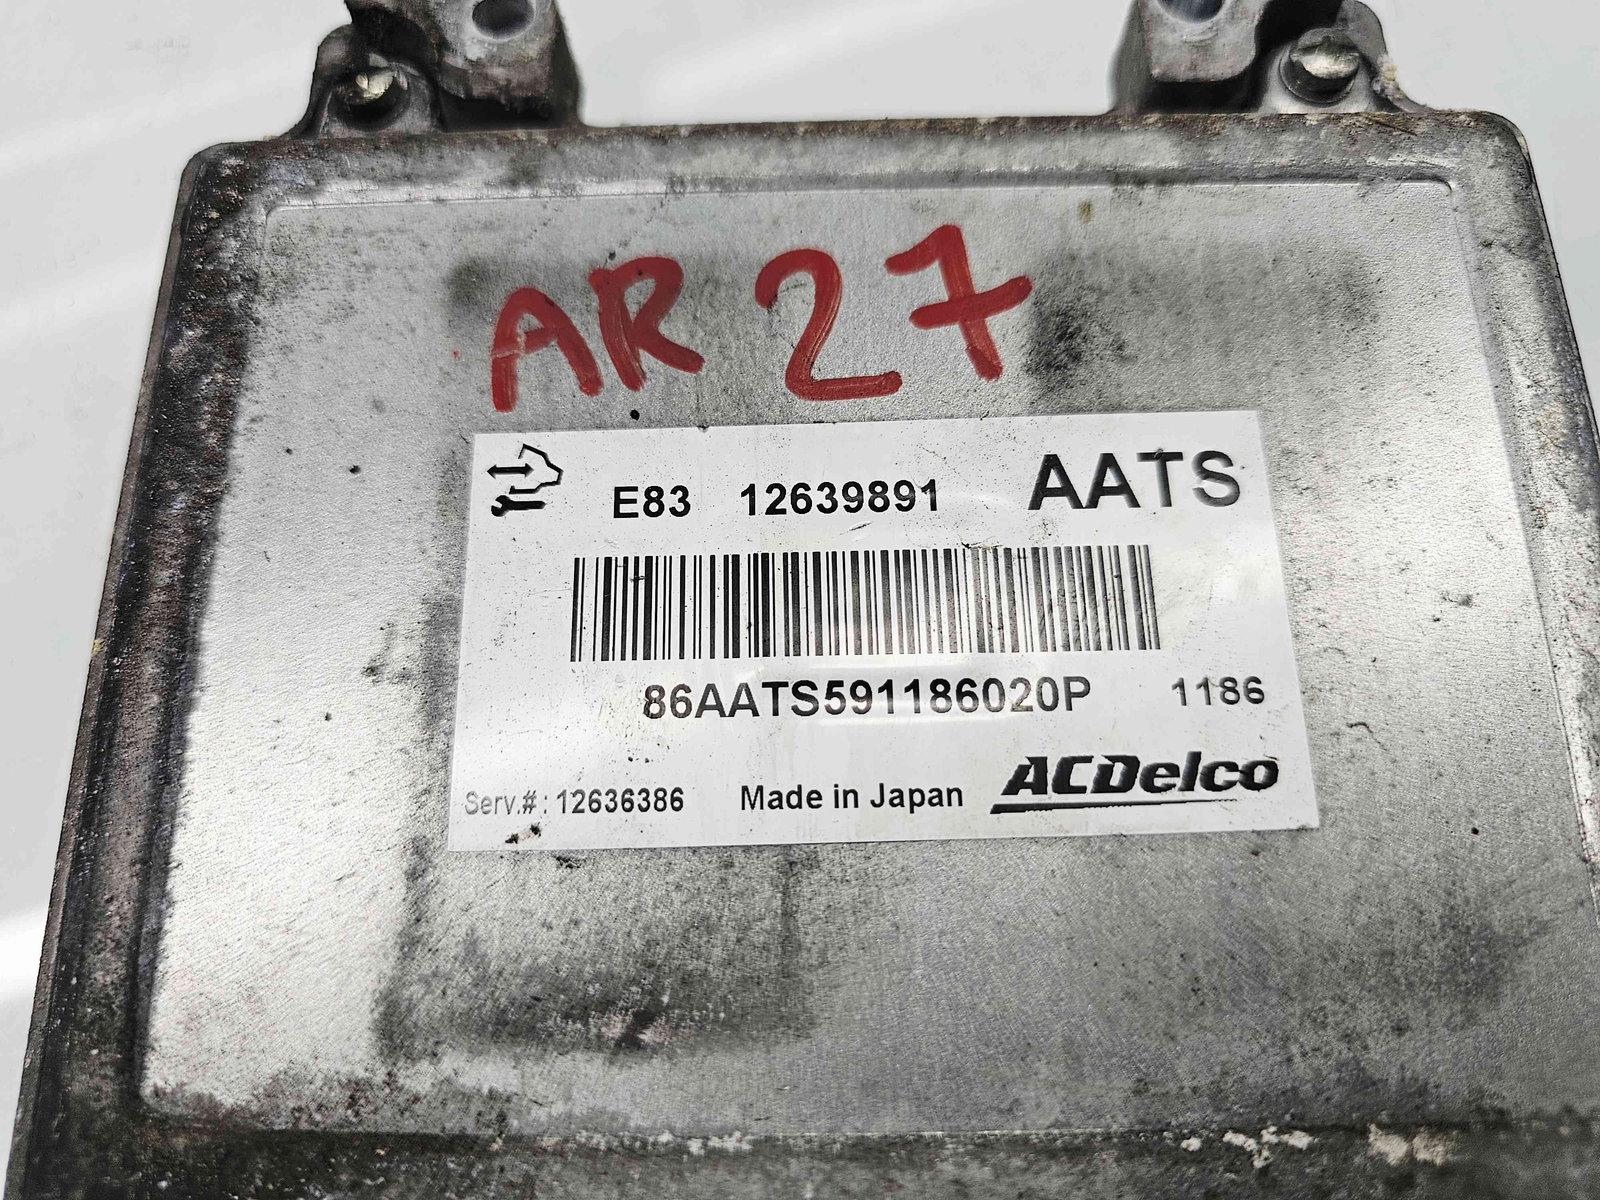 AR 27
E83 12639891 AATS
86AATS591186020P 1186
Serv.#: 12636386 Made in Japan ACDelco